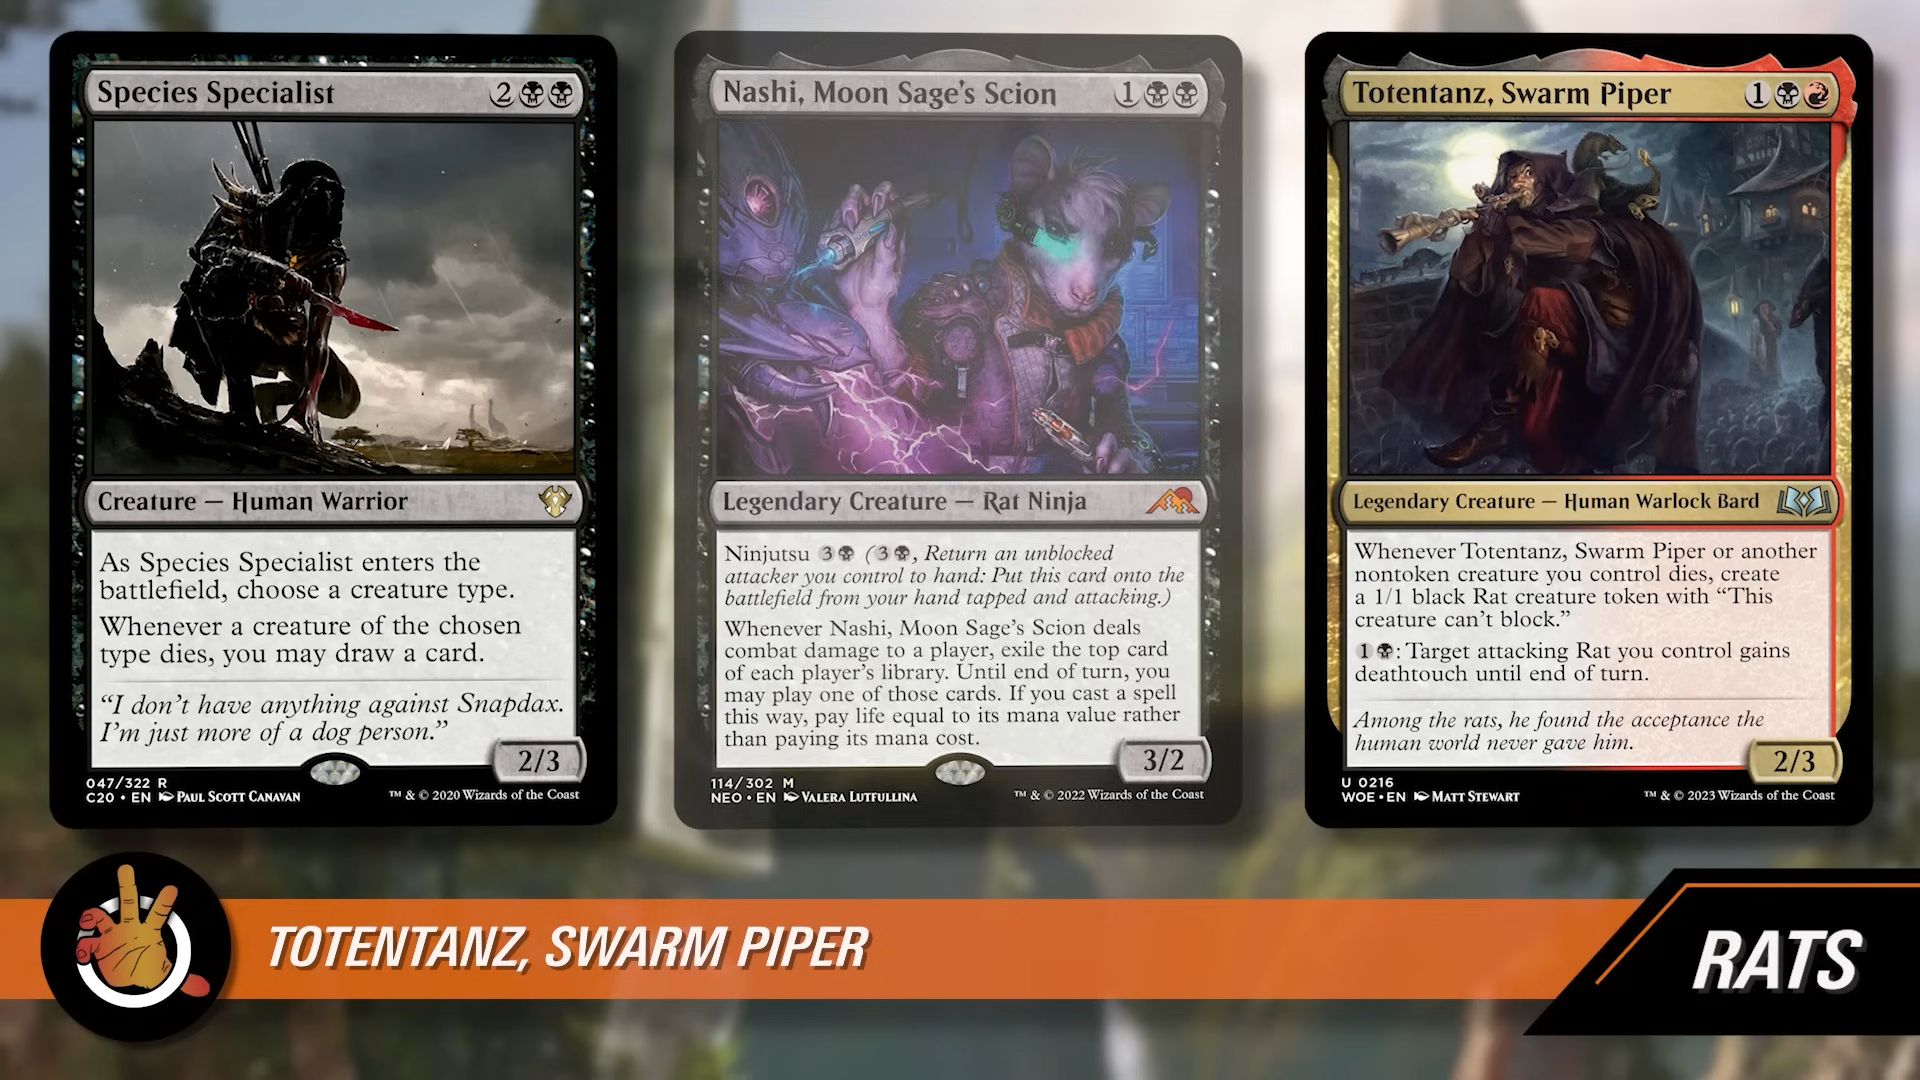 Species Specialist 2
Creature — Human Warrior
As Species Specialist enters the
battlefield, choose a creature type.
Whenever a creature of the chosen
type dies, you may draw a card.
“I don’t have anything against Snapdax.
I’m just more of a dog person.”
2/3
047/322 R
C20 • EN PAUL SCOTT CANAVAN
™ & © 2020 Wizards of the Coast
Nashi, Moon Sage's Scion 1
Legendary Creature — Rat Ninja
Ninjutsu 3 (3, Return an unblocked
attacker you control to hand: Put this card onto the
battlefield from your hand tapped and attacking.)
Whenever Nashi, Moon Sage’s Scion deals
combat damage to a player, exile the top card
of each player’s library. Until end of turn, you
may play one of those cards. If you cast a spell
this way, pay life equal to its mana value rather
than paying its mana cost.
3/2
114/302 M
NEO • EN VALERA LUTFULLINA
™ & © 2022 Wizards of the Coast
Totentanz, Swarm Piper 1
Legendary Creature — Human Warlock Bard
Whenever Totentanz, Swarm Piper or another
nontoken creature you control dies, create
a 1/1 black Rat creature token with “This
creature can’t block.”
1: Target attacking Rat you control gains
deathtouch until end of turn.
Among the rats, he found the acceptance the
human world never gave him.
2/3
U 0216
WOE • EN MATT STEWART
™ & © 2023 Wizards of the Coast
TOTENTANZ, SWARM PIPER
RATS